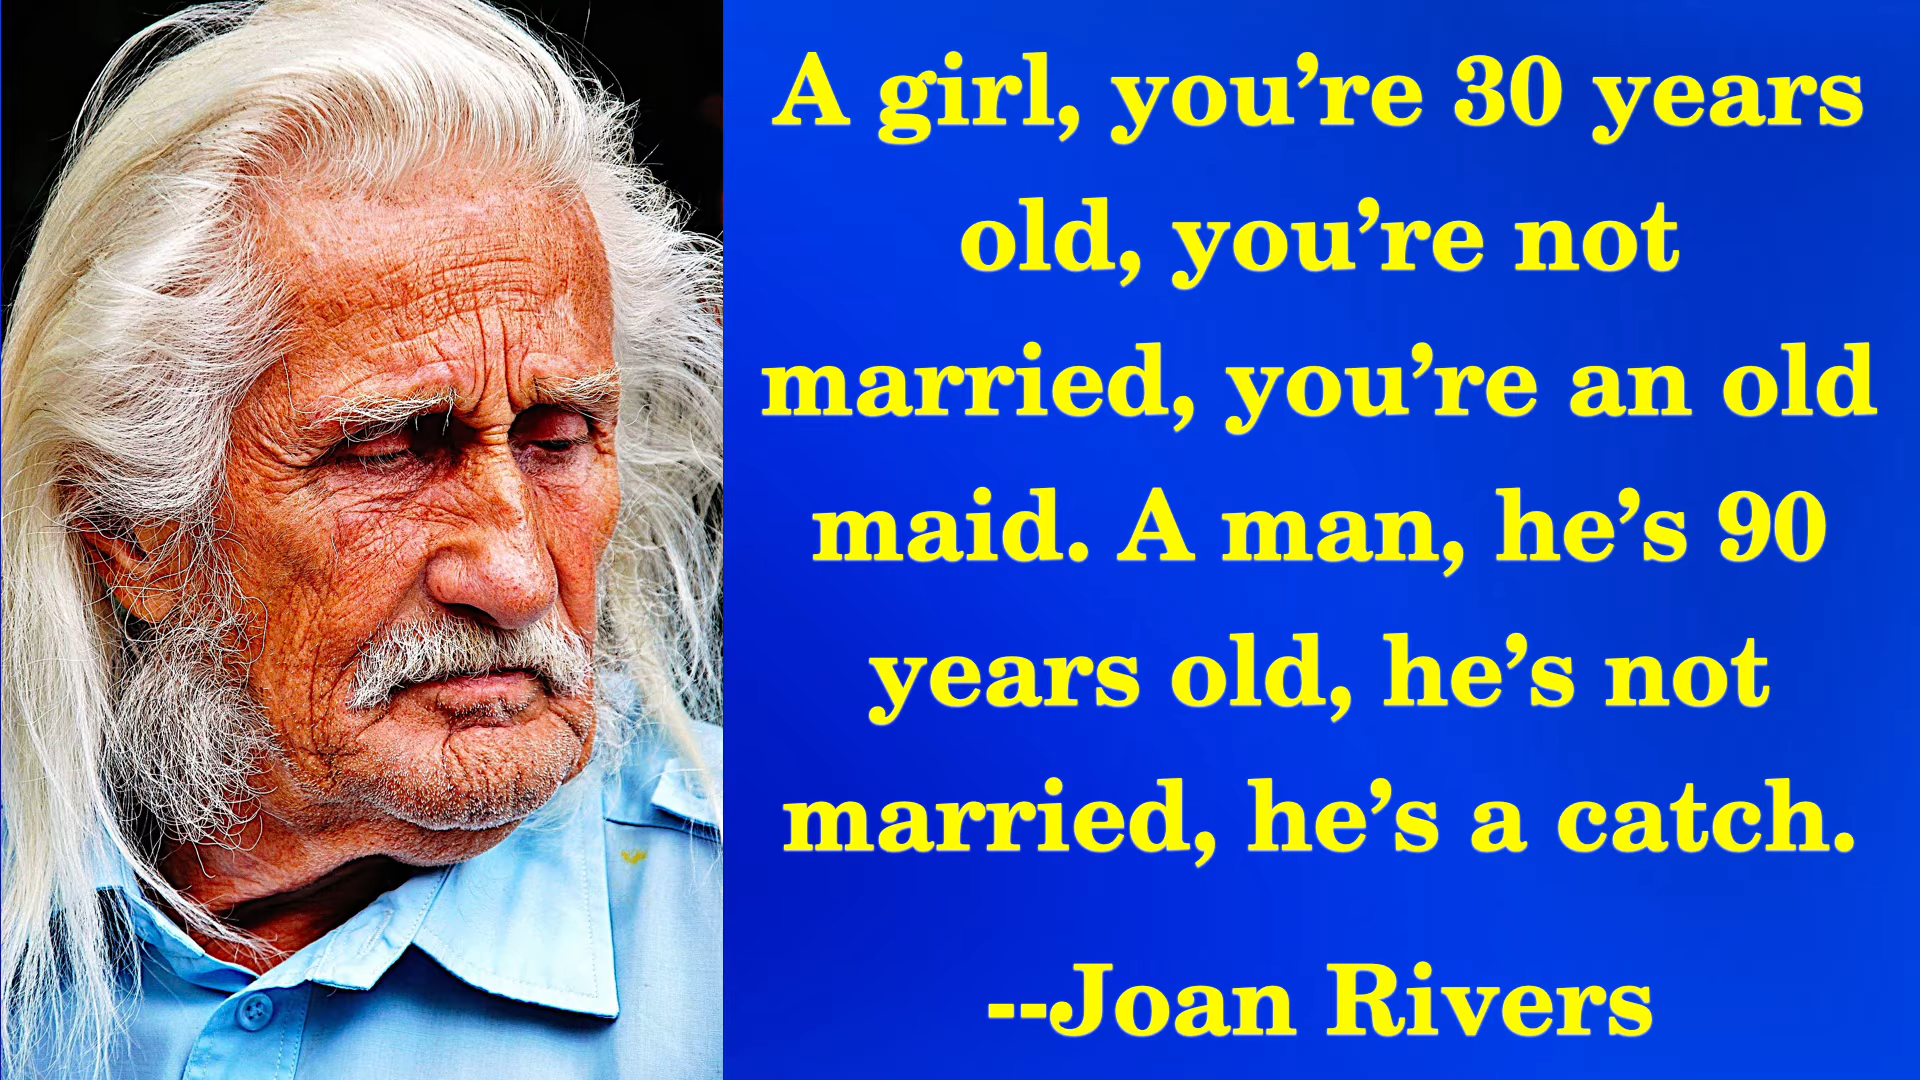 A girl, you’re 30 years
old, you’re not
married, you’re an old
maid. A man, he’s 90
years old, he’s not
married, he’s a catch.
--Joan Rivers